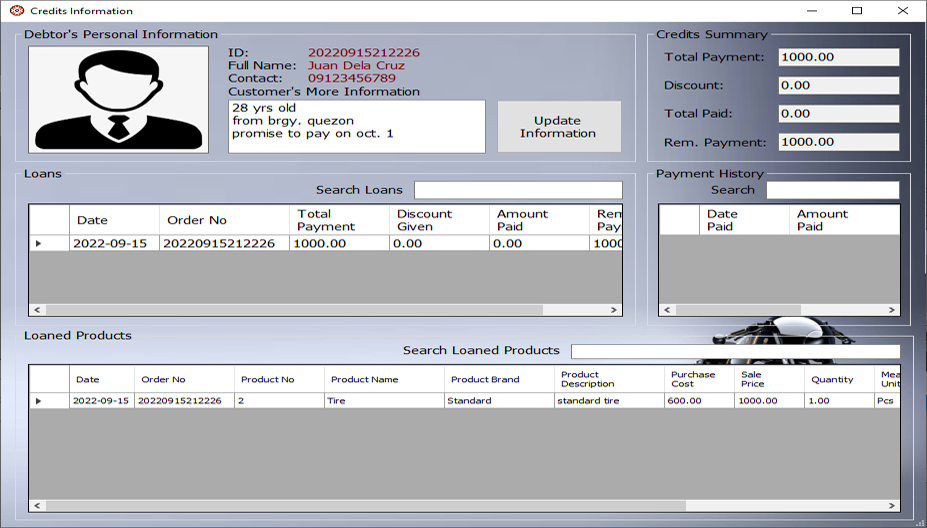 Credits Information
Debtor's Personal Information
ID: 20220915212226
Full Name: Juan Dela Cruz
Contact: 09123456789
Customer's More Information
28 yrs old
from brgy. quezon
promise to pay on oct. 1
Update
Information
Credits Summary
Total Payment: 1000.00
Discount: 0.00
Total Paid: 0.00
Rem. Payment: 1000.00
Loans
Search Loans
Date Order No Total Payment Discount Given Amount Paid Rem Pay
2022-09-15 20220915212226 1000.00 0.00 0.00 1000
Payment History
Search
Date Paid Amount Paid
Loaned Products
Search Loaned Products
Date Order No Product No Product Name Product Brand Product Description Purchase Cost Sale Price Quantity Mea Unit
2022-09-15 20220915212226 2 Tire Standard standard tire 600.00 1000.00 1.00 Pcs